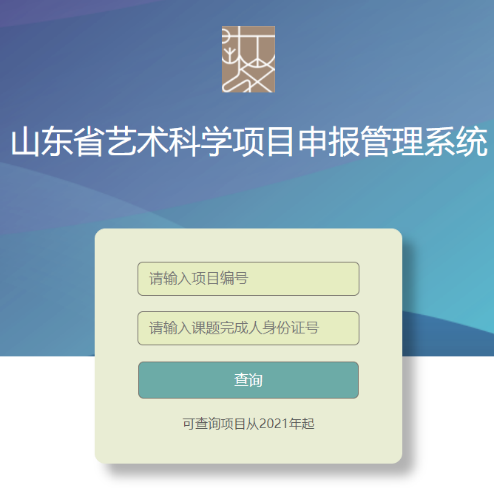 山东省艺术科学项目申报管理系统
请输入项目编号
请输入课题完成人身份证号
查询
可查询项目从2021年起